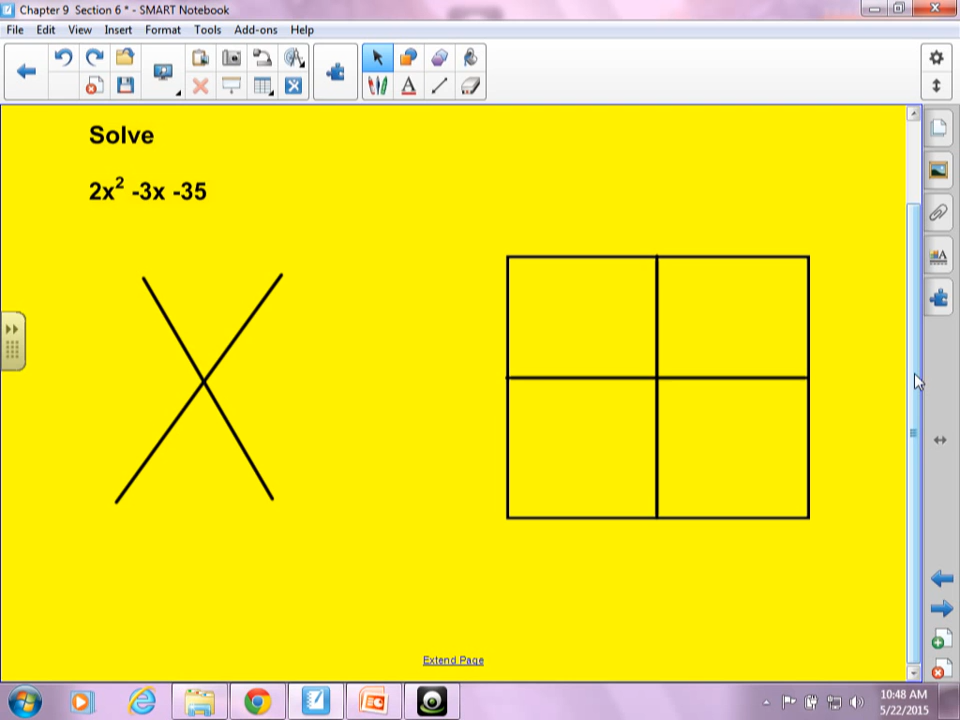 Chapter 9 Section 6 * - SMART Notebook
File Edit View Insert Format Tools Add-ons Help
Solve
2x² -3x -35
Extend Page
10:48 AM
5/22/2015